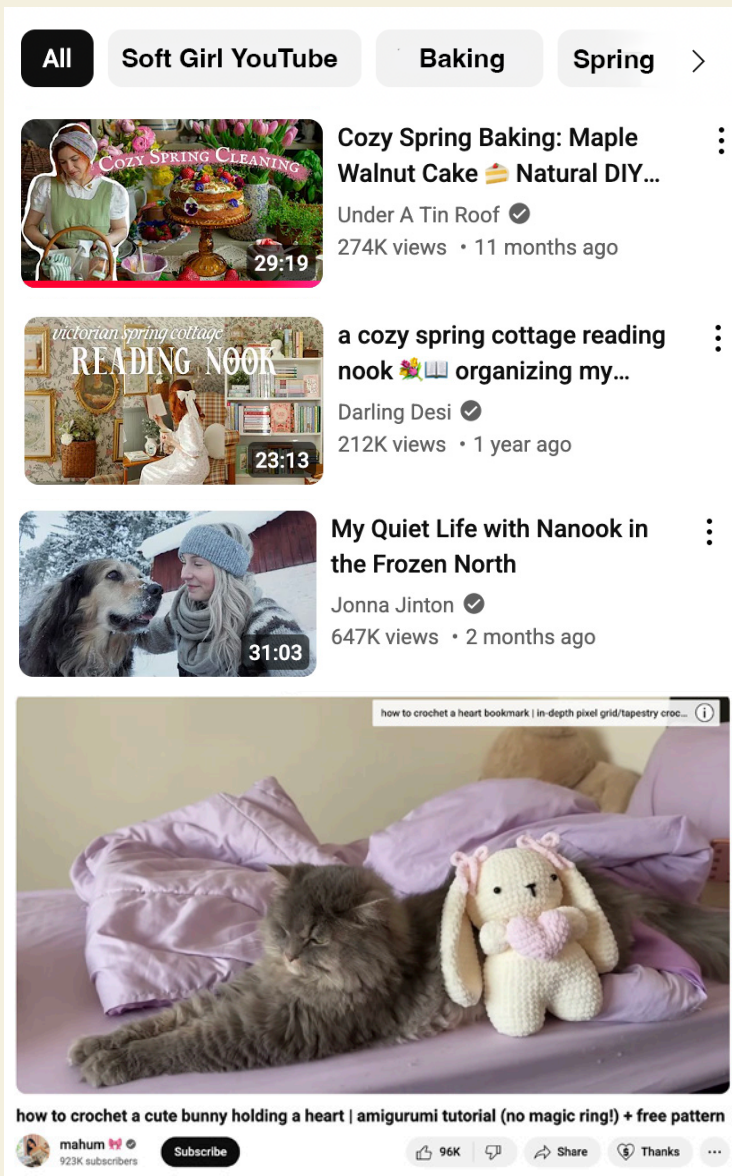 All Soft Girl YouTube Baking Spring
COZY SPRING CLEANING
29:19
Cozy Spring Baking: Maple
Walnut Cake 🍰 Natural DIY...
Under A Tin Roof
274K views • 11 months ago
victorian spring cottage
READING NOOK
23:13
a cozy spring cottage reading
nook 💐📖 organizing my...
Darling Desi
212K views • 1 year ago
31:03
My Quiet Life with Nanook in
the Frozen North
Jonna Jinton
647K views • 2 months ago
how to crochet a heart bookmark | in-depth pixel grid/tapestry croc...
how to crochet a cute bunny holding a heart | amigurumi tutorial (no magic ring!) + free pattern
mahum 🎀
923K subscribers
Subscribe
96K
Share
Thanks